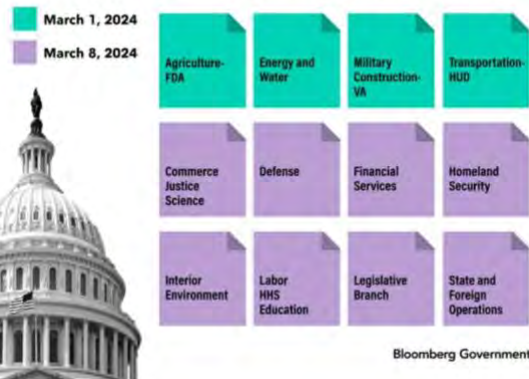 March 1, 2024
March 8, 2024
Agriculture-
FDA
Energy and
Water
Military
Construction-
VA
Transportation-
HUD
Commerce
Justice
Science
Defense
Financial
Services
Homeland
Security
Interior
Environment
Labor
HHS
Education
Legislative
Branch
State and
Foreign
Operations
Bloomberg Government